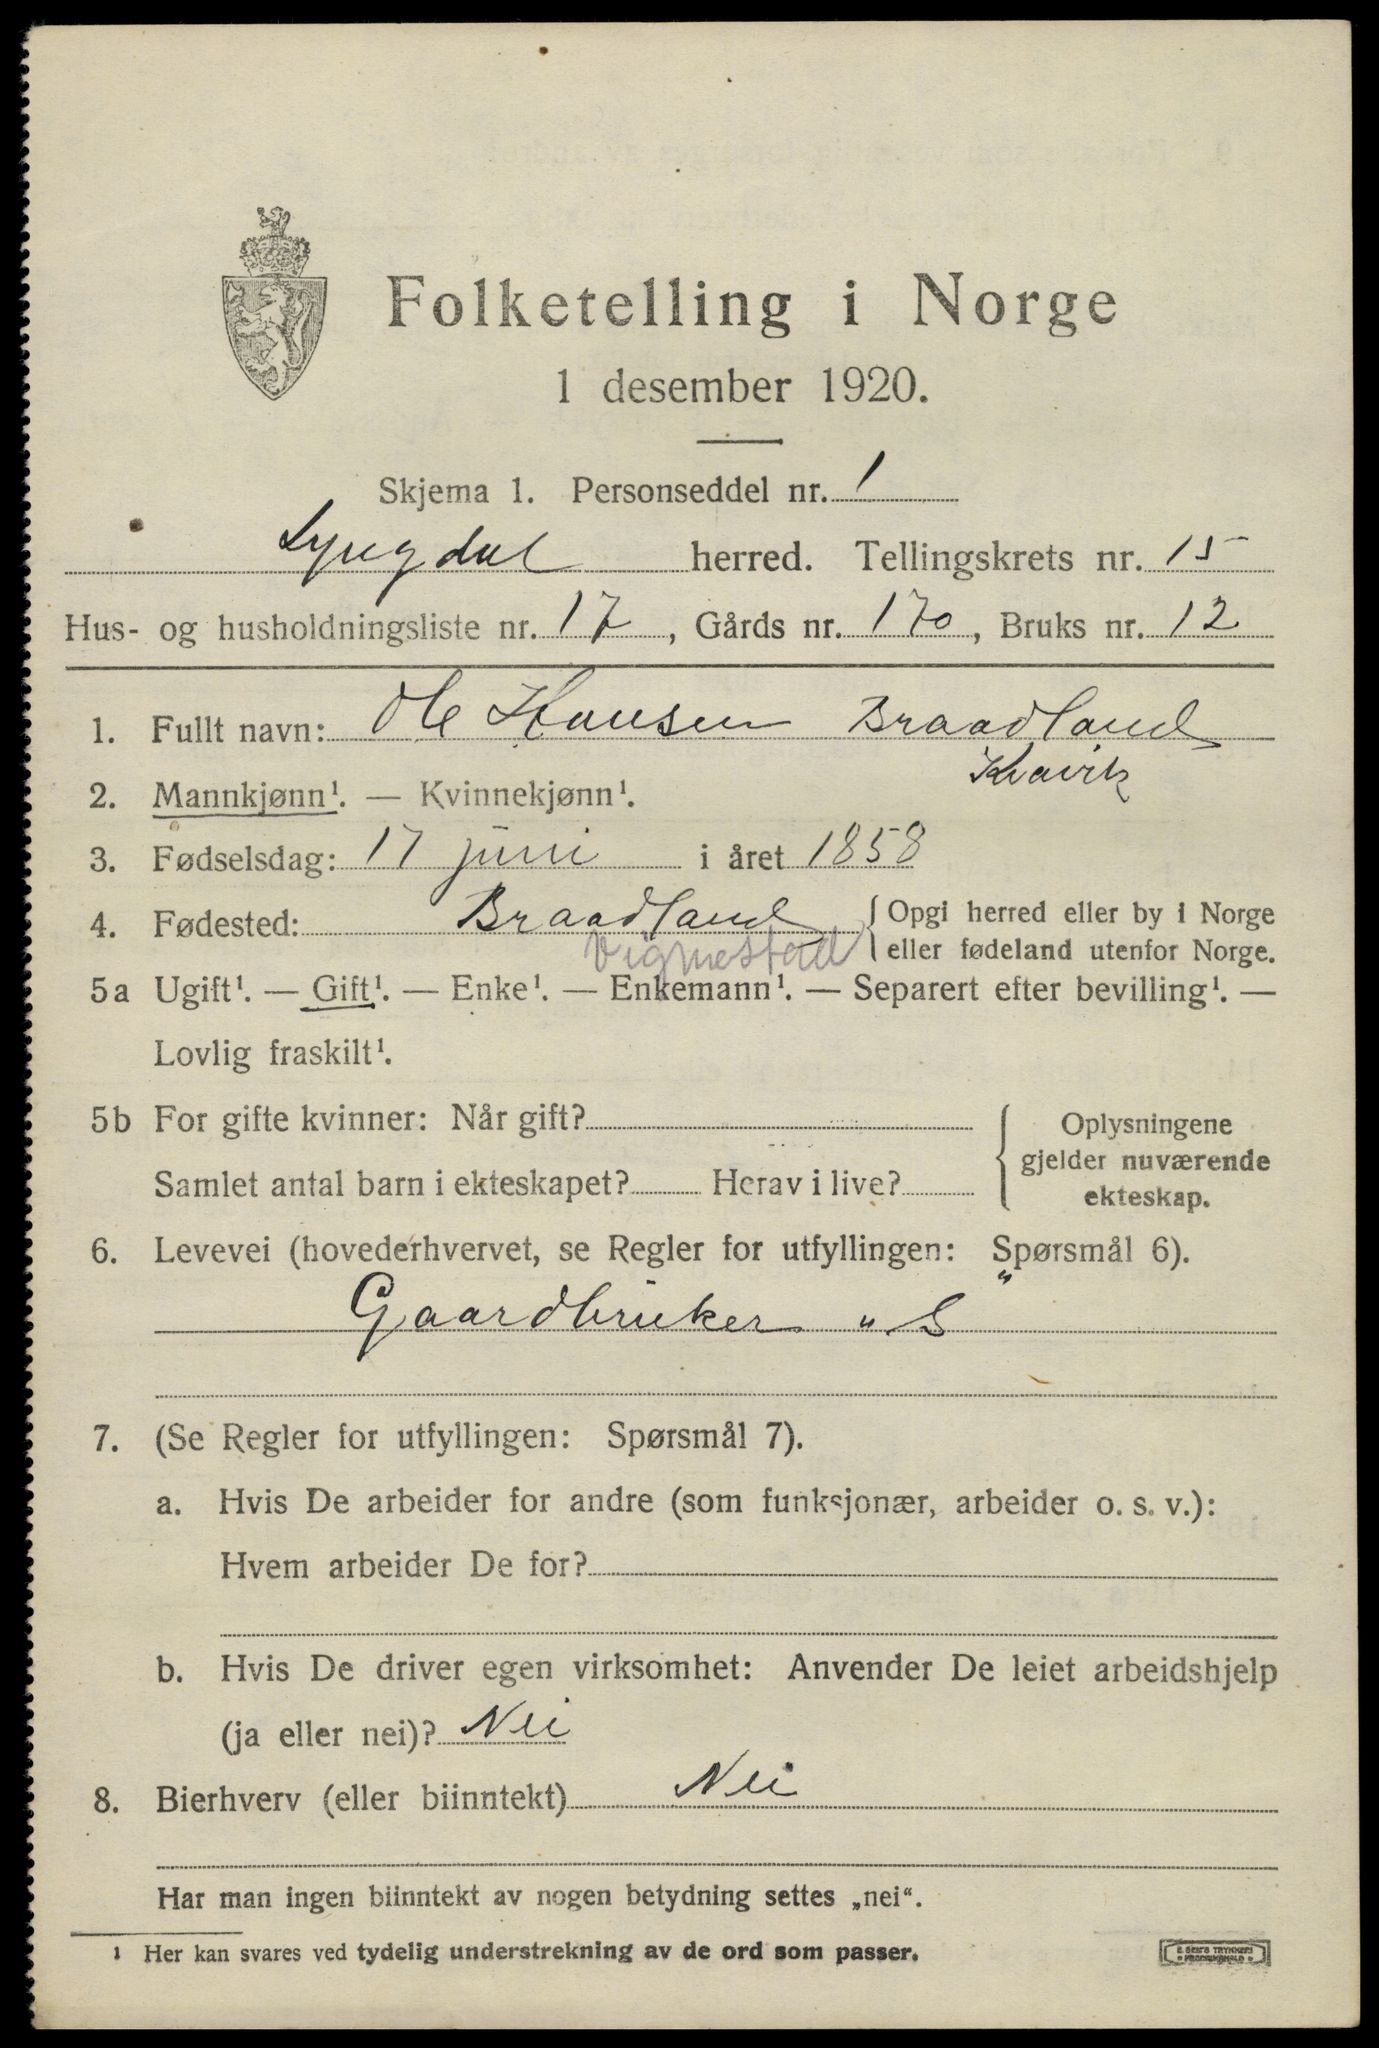 Folketelling i Norge
1 desember 1920.
Skjema 1. Personseddel nr. 1
Lyngdal herred. Tellingskrets nr. 15
Hus- og husholdningsliste nr. 17, Gårds nr. 170, Bruks nr. 12
1. Fullt navn: Ole Hansen Braadland
Kvavik
2. Mannkjønn¹. — Kvinnekjønn¹.
3. Fødselsdag: 17 juni i året 1858
4. Fødested: Braadland { Opgi herred eller by i Norge
Vigmostad eller fødeland utenfor Norge.
5a Ugift¹. — Gift¹. — Enke¹. — Enkemann¹. — Separert efter bevilling¹. —
Lovlig fraskilt¹.
5b For gifte kvinner: Når gift? { Oplysningene
gjelder nuværende
Samlet antal barn i ekteskapet? Herav i live?
ekteskap.
6. Levevei (hovederhvervet, se Regler for utfyllingen: Spørsmål 6).
Gaardbruker "S"
7. (Se Regler for utfyllingen: Spørsmål 7).
a. Hvis De arbeider for andre (som funksjonær, arbeider o. s. v.):
Hvem arbeider De for?
b. Hvis De driver egen virksomhet: Anvender De leiet arbeidshjelp
(ja eller nei)? Nei
8. Bierhverv (eller biinntekt) Nei
Har man ingen biinntekt av nogen betydning settes „nei“.
1 Her kan svares ved tydelig understrekning av de ord som passer.